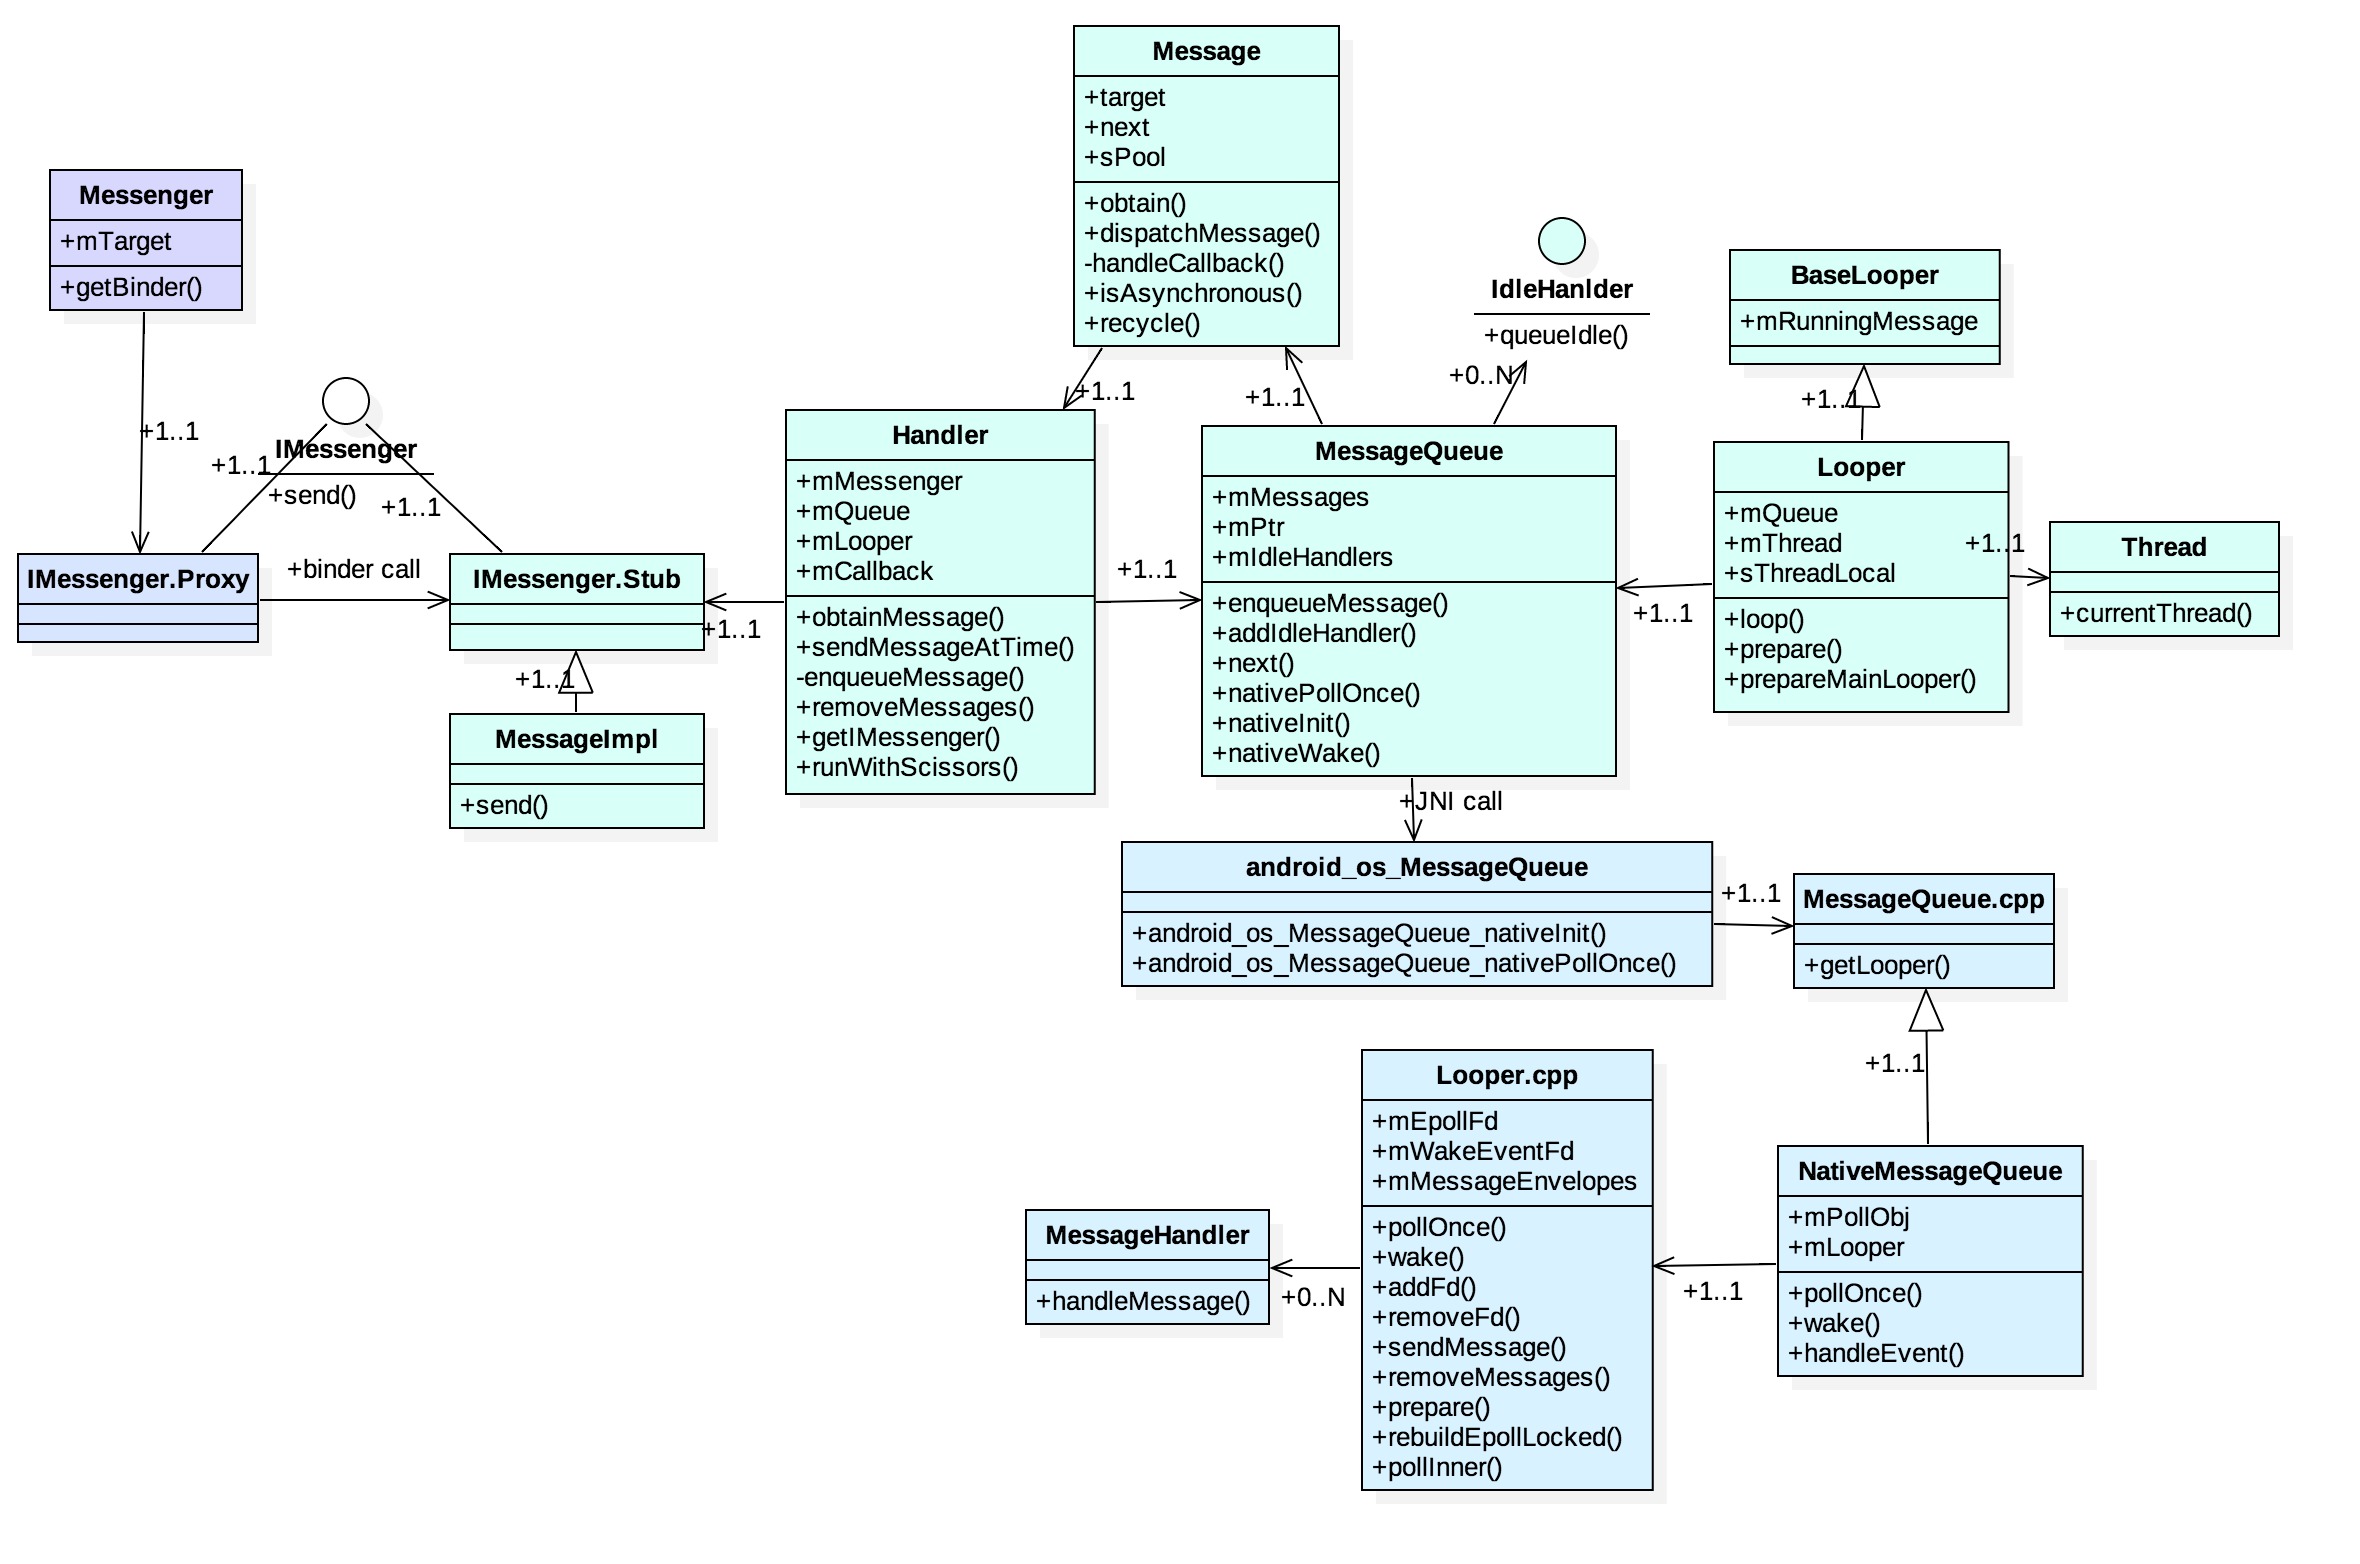 Message
+target
+next
+sPool
+obtain()
+dispatchMessage()
-handleCallback()
+isAsynchronous()
+recycle()
Messenger
+mTarget
+getBinder()
+1..1
IMessenger
+send()
+1..1
+1..1
IMessenger.Proxy
+binder call
IMessenger.Stub
+1..1
+1..1
MessageImpl
+send()
+1..1
Handler
+mMessenger
+mQueue
+mLooper
+mCallback
+obtainMessage()
+sendMessageAtTime()
-enqueueMessage()
+removeMessages()
+getIMessenger()
+runWithScissors()
+1..1
+1..1
IdleHanlder
+queueIdle()
+0..N
MessageQueue
+mMessages
+mPtr
+mIdleHandlers
+enqueueMessage()
+addIdleHandler()
+next()
+nativePollOnce()
+nativeInit()
+nativeWake()
+1..1
BaseLooper
+mRunningMessage
+1..1
Looper
+mQueue
+mThread
+sThreadLocal
+loop()
+prepare()
+prepareMainLooper()
+1..1
Thread
+currentThread()
+JNI call
android_os_MessageQueue
+android_os_MessageQueue_nativeInit()
+android_os_MessageQueue_nativePollOnce()
+1..1
MessageQueue.cpp
+getLooper()
+1..1
Looper.cpp
+mEpollFd
+mWakeEventFd
+mMessageEnvelopes
+pollOnce()
+wake()
+addFd()
+removeFd()
+sendMessage()
+removeMessages()
+prepare()
+rebuildEpollLocked()
+pollInner()
MessageHandler
+handleMessage()
+0..N
+1..1
NativeMessageQueue
+mPollObj
+mLooper
+pollOnce()
+wake()
+handleEvent()